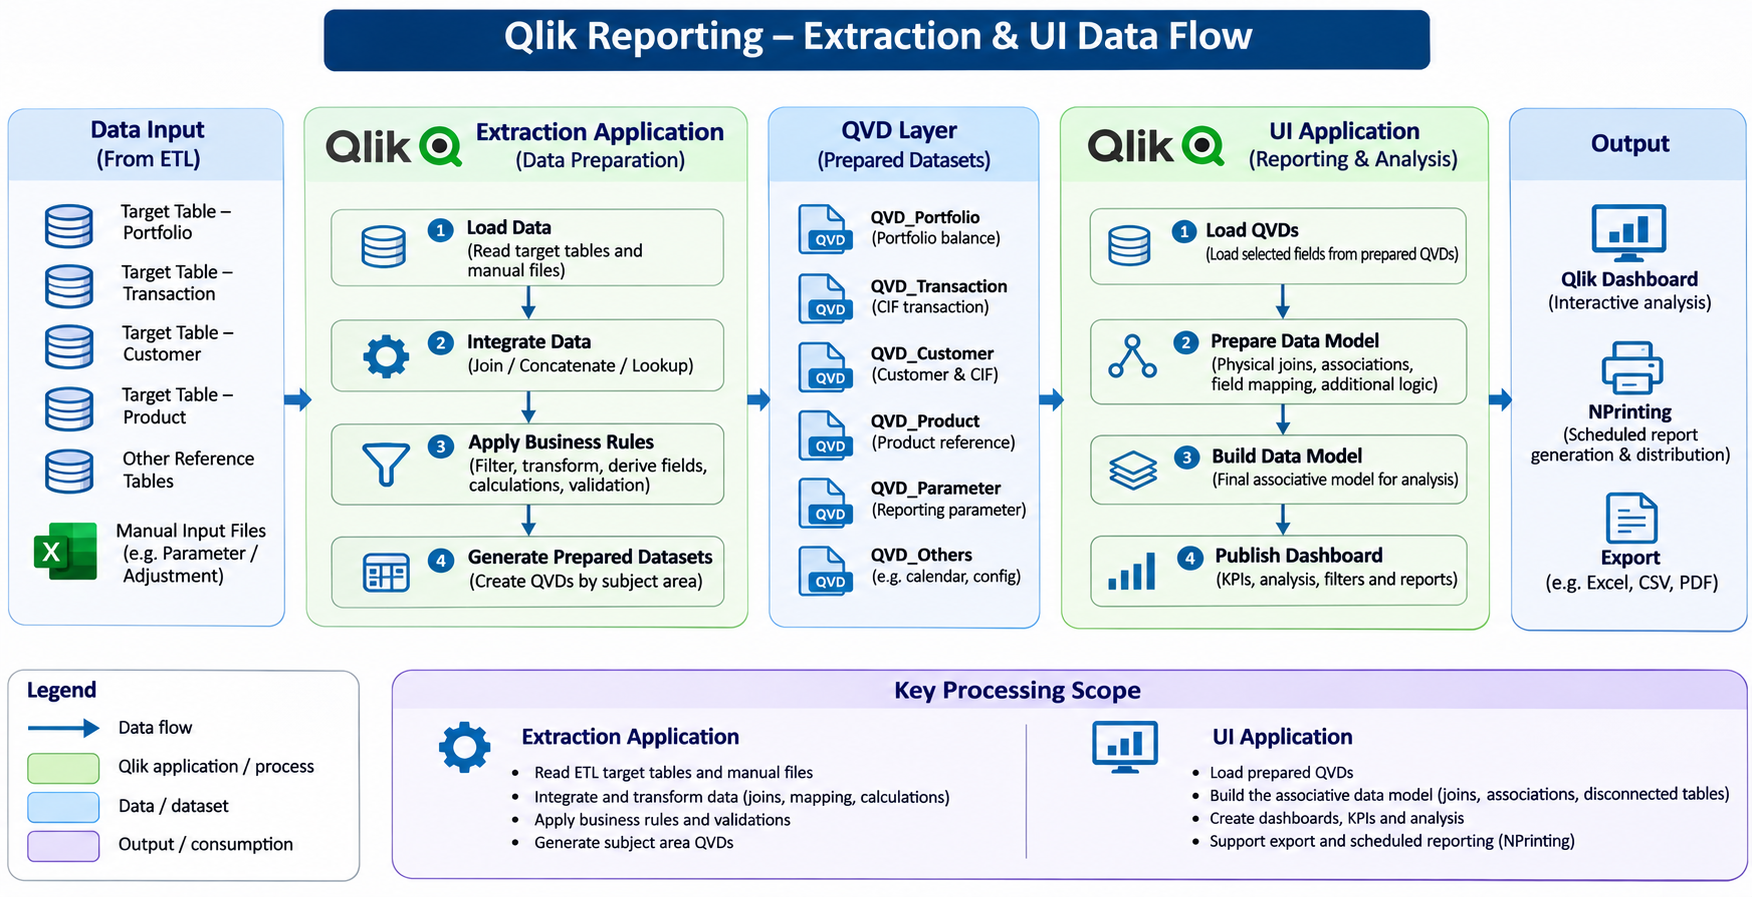 Qlik Reporting – Extraction & UI Data Flow
Data Input
(From ETL)
Target Table –
Portfolio
Target Table –
Transaction
Target Table –
Customer
Target Table –
Product
Other Reference
Tables
X
Manual Input Files
(e.g. Parameter /
Adjustment)
Qlik
Extraction Application
(Data Preparation)
1 Load Data
(Read target tables and
manual files)
2 Integrate Data
(Join / Concatenate / Lookup)
3 Apply Business Rules
(Filter, transform, derive fields,
calculations, validation)
4 Generate Prepared Datasets
(Create QVDs by subject area)
QVD Layer
(Prepared Datasets)
QVD
QVD_Portfolio
(Portfolio balance)
QVD
QVD_Transaction
(CIF transaction)
QVD
QVD_Customer
(Customer & CIF)
QVD
QVD_Product
(Product reference)
QVD
QVD_Parameter
(Reporting parameter)
QVD
QVD_Others
(e.g. calendar, config)
Qlik
UI Application
(Reporting & Analysis)
1 Load QVDs
(Load selected fields from prepared QVDs)
2 Prepare Data Model
(Physical joins, associations,
field mapping, additional logic)
3 Build Data Model
(Final associative model for analysis)
4 Publish Dashboard
(KPIs, analysis, filters and reports)
Output
Qlik Dashboard
(Interactive analysis)
NPrinting
(Scheduled report
generation & distribution)
Export
(e.g. Excel, CSV, PDF)
Legend
Data flow
Qlik application / process
Data / dataset
Output / consumption
Key Processing Scope
Extraction Application
• Read ETL target tables and manual files
• Integrate and transform data (joins, mapping, calculations)
• Apply business rules and validations
• Generate subject area QVDs
UI Application
• Load prepared QVDs
• Build the associative data model (joins, associations, disconnected tables)
• Create dashboards, KPIs and analysis
• Support export and scheduled reporting (NPrinting)